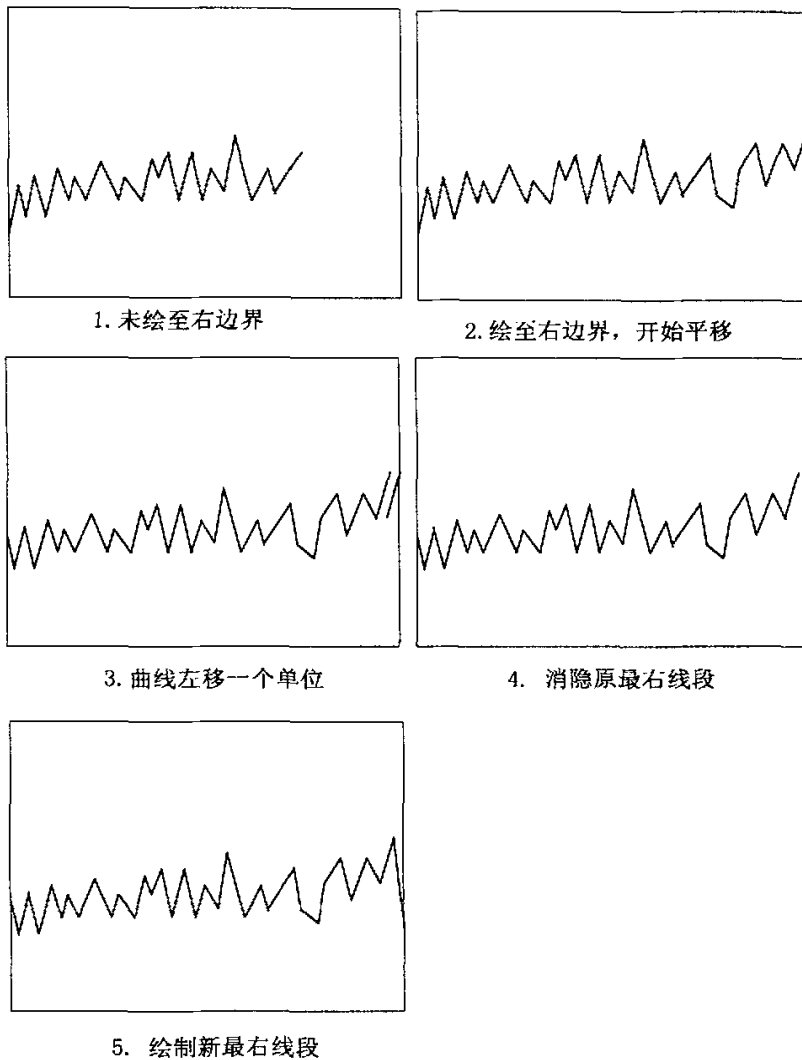 1.未绘至右边界
2.绘至右边界，开始平移
3.曲线左移一个单位
4. 消隐原最右线段
5. 绘制新最右线段